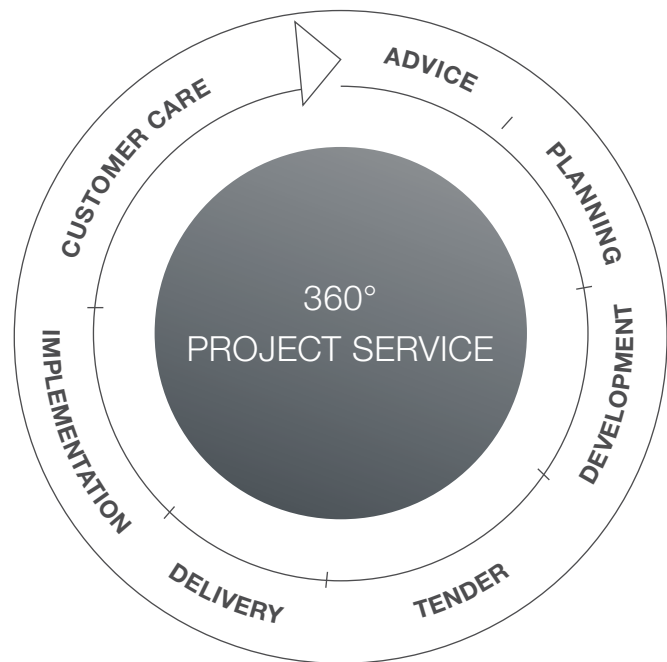 360°
PROJECT SERVICE
ADVICE
PLANNING
DEVELOPMENT
TENDER
DELIVERY
IMPLEMENTATION
CUSTOMER CARE